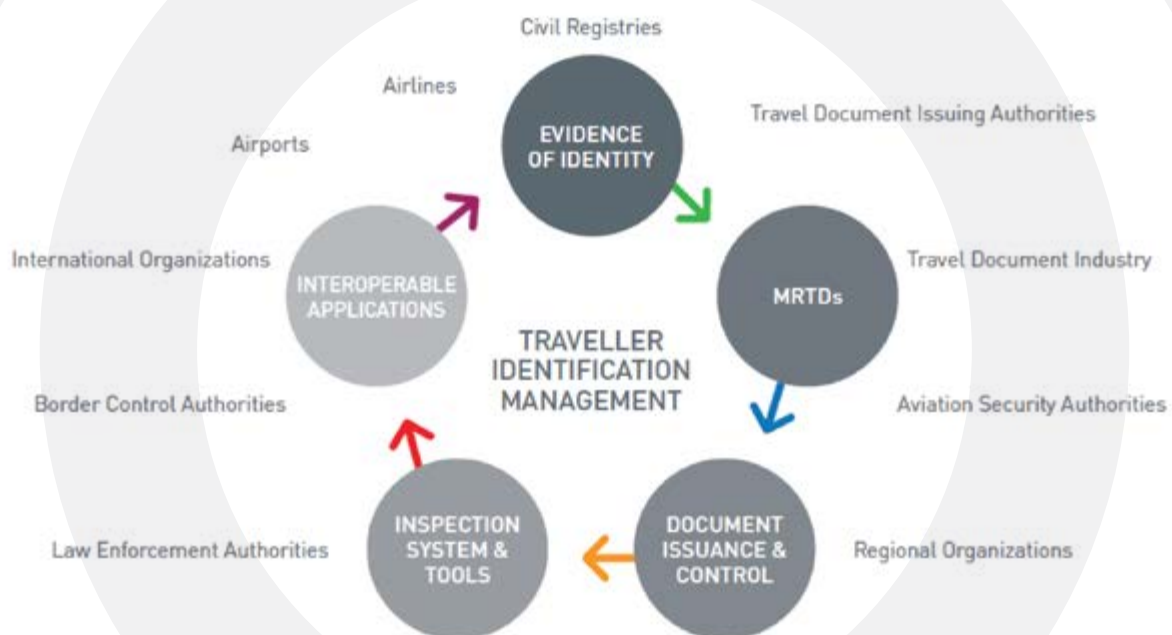 Civil Registries
Airlines
Travel Document Issuing Authorities
Airports
EVIDENCE
OF IDENTITY
International Organizations
Travel Document Industry
INTEROPERABLE
APPLICATIONS
MRTDs
TRAVELLER
IDENTIFICATION
MANAGEMENT
Border Control Authorities
Aviation Security Authorities
INSPECTION
SYSTEM &
TOOLS
DOCUMENT
ISSUANCE &
CONTROL
Law Enforcement Authorities
Regional Organizations